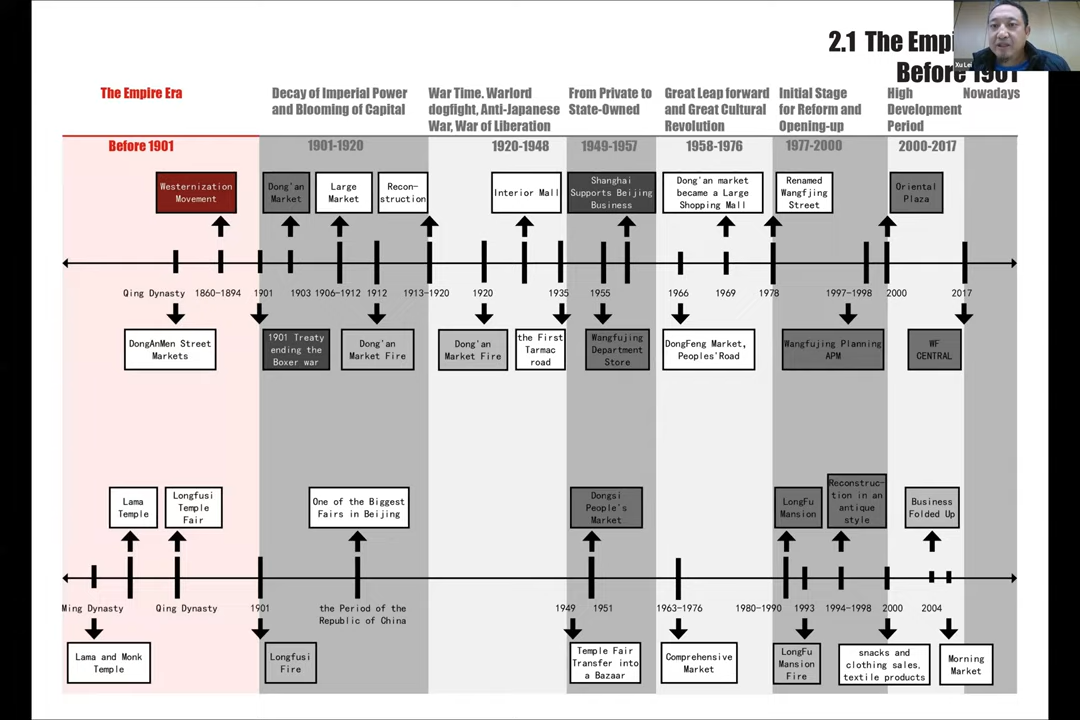 2.1 The Empi
Before 1901
Xu Lei
The Empire Era
Decay of Imperial Power
and Blooming of Capital
War Time. Warlord
dogfight, Anti-Japanese
War, War of Liberation
From Private to
State-Owned
Great Leap forward
and Great Cultural
Revolution
Initial Stage
for Reform and
Opening-up
High
Development
Period
Nowadays
Before 1901
1901-1920
1920-1948
1949-1957
1958-1976
1977-2000
2000-2017
Westernization
Movement
Dong'an
Market
Large
Market
Recon-
struction
Interior Mall
Shanghai
Supports Beijing
Business
Dong'an market
became a Large
Shopping Mall
Renamed
Wangfjing
Street
Oriental
Plaza
Qing Dynasty
1860-1894
1901
1903
1906-1912
1912
1913-1920
1920
1935
1955
1966
1969
1978
1997-1998
2000
2017
DongAnMen Street
Markets
1901 Treaty
ending the
Boxer war
Dong'an
Market Fire
Dong'an
Market Fire
the First
Tarmac
road
Wangfujing
Department
Store
DongFeng Market,
Peoples'Road
Wangfujing Planning
APM
WF
CENTRAL
Lama
Temple
Longfusi
Temple
Fair
One of the Biggest
Fairs in Beijing
Dongsi
People's
Market
LongFu
Mansion
Reconstruc-
tion in an
antique
style
Business
Folded Up
Ming Dynasty
Qing Dynasty
1901
the Period of the
Republic of China
1949
1951
1963-1976
1980-1990
1993
1994-1998
2000
2004
Lama and Monk
Temple
Longfusi
Fire
Temple Fair
Transfer into
a Bazaar
Comprehensive
Market
LongFu
Mansion
Fire
snacks and
clothing sales,
textile products
Morning
Market